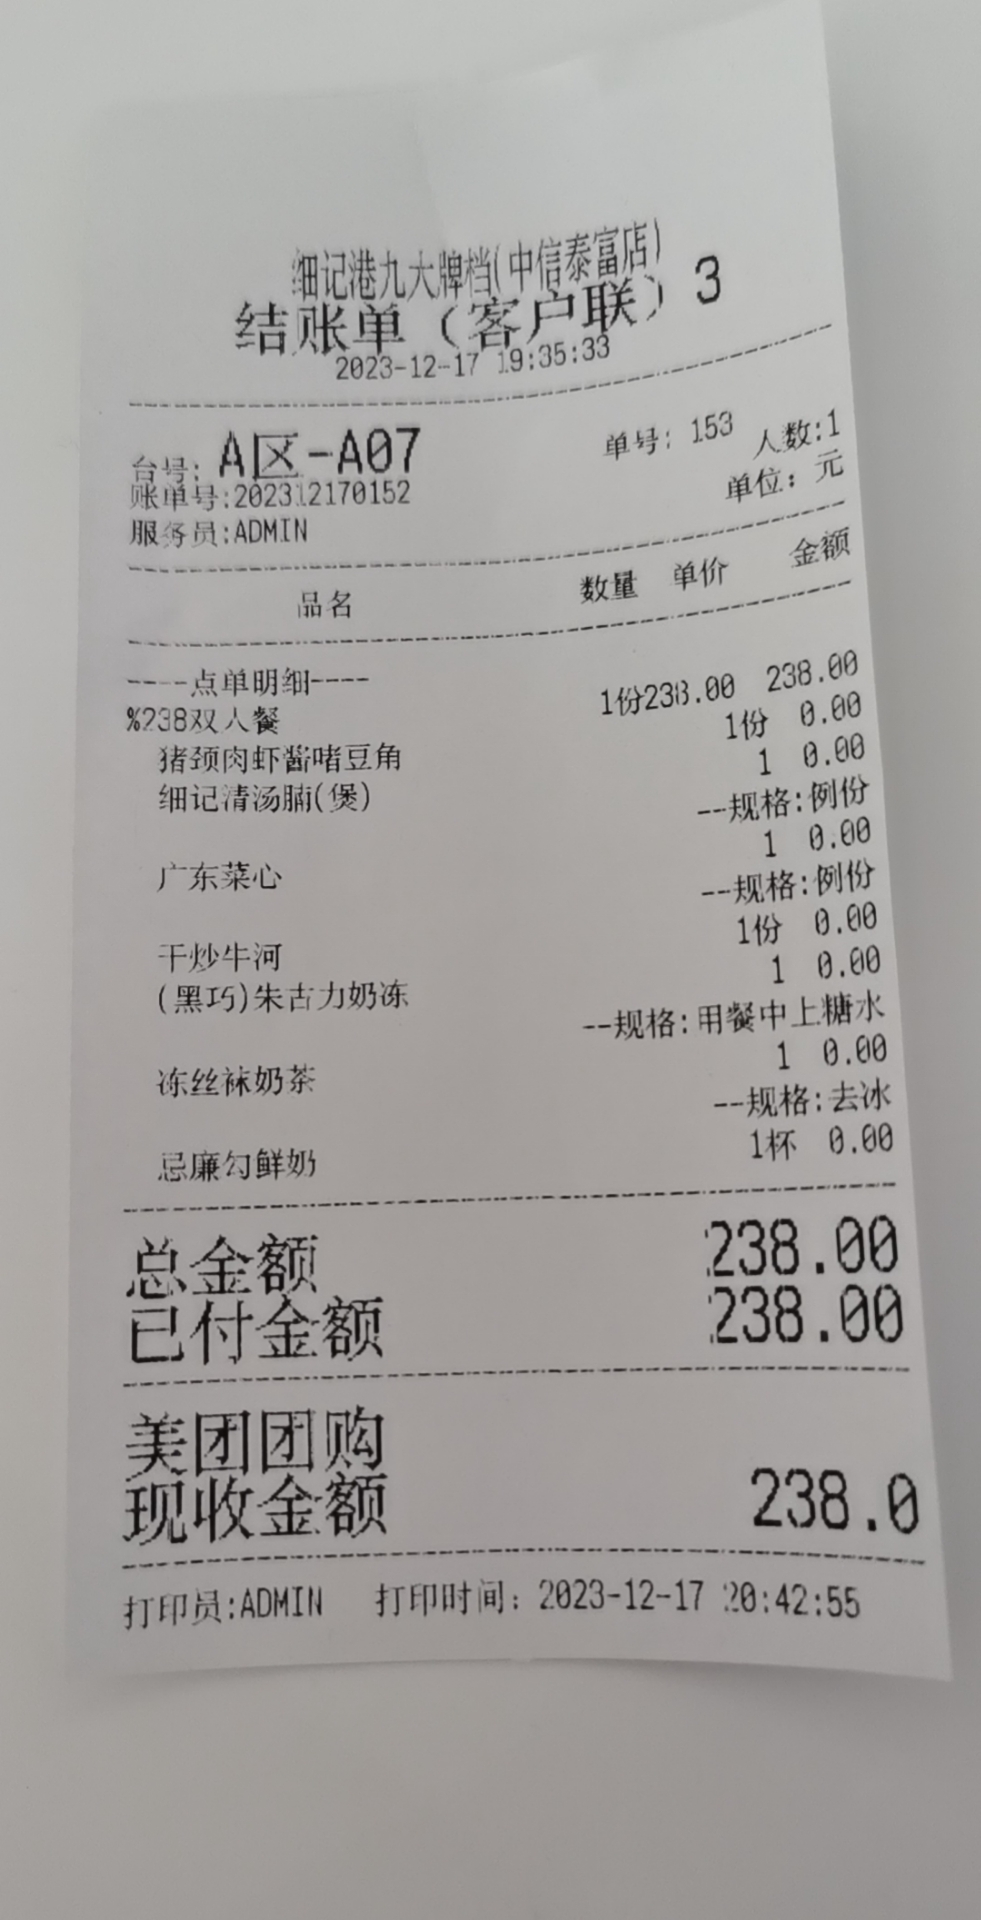 细记港九大牌档(中信泰富店)
结账单（客户联）3
2023-12-17 19:35:33
台号: A区-A07 单号: 153 人数:1
账单号:202312170152 单位: 元
服务员:ADMIN
品名 数量 单价 金额
----点单明细----
%238双人餐 1份238.00 238.00
猪颈肉虾酱啫豆角 1份 0.00
细记清汤腩(煲) 1 0.00
--规格:例份
广东菜心 1 0.00
--规格:例份
干炒牛河 1份 0.00
(黑巧)朱古力奶冻 1 0.00
--规格:用餐中上糖水
冻丝袜奶茶 1 0.00
--规格:去冰
忌廉勾鲜奶 1杯 0.00
总金额 238.00
已付金额 238.00
美团团购
现收金额 238.0
打印员:ADMIN 打印时间: 2023-12-17 20:42:55